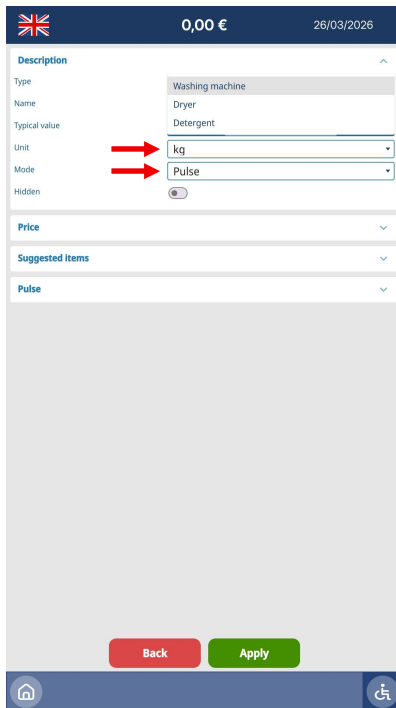 0,00 €
26/03/2026
Description
Type
Washing machine
Name
Dryer
Typical value
Detergent
Unit
kg
Mode
Pulse
Hidden
Price
Suggested items
Pulse
Back
Apply